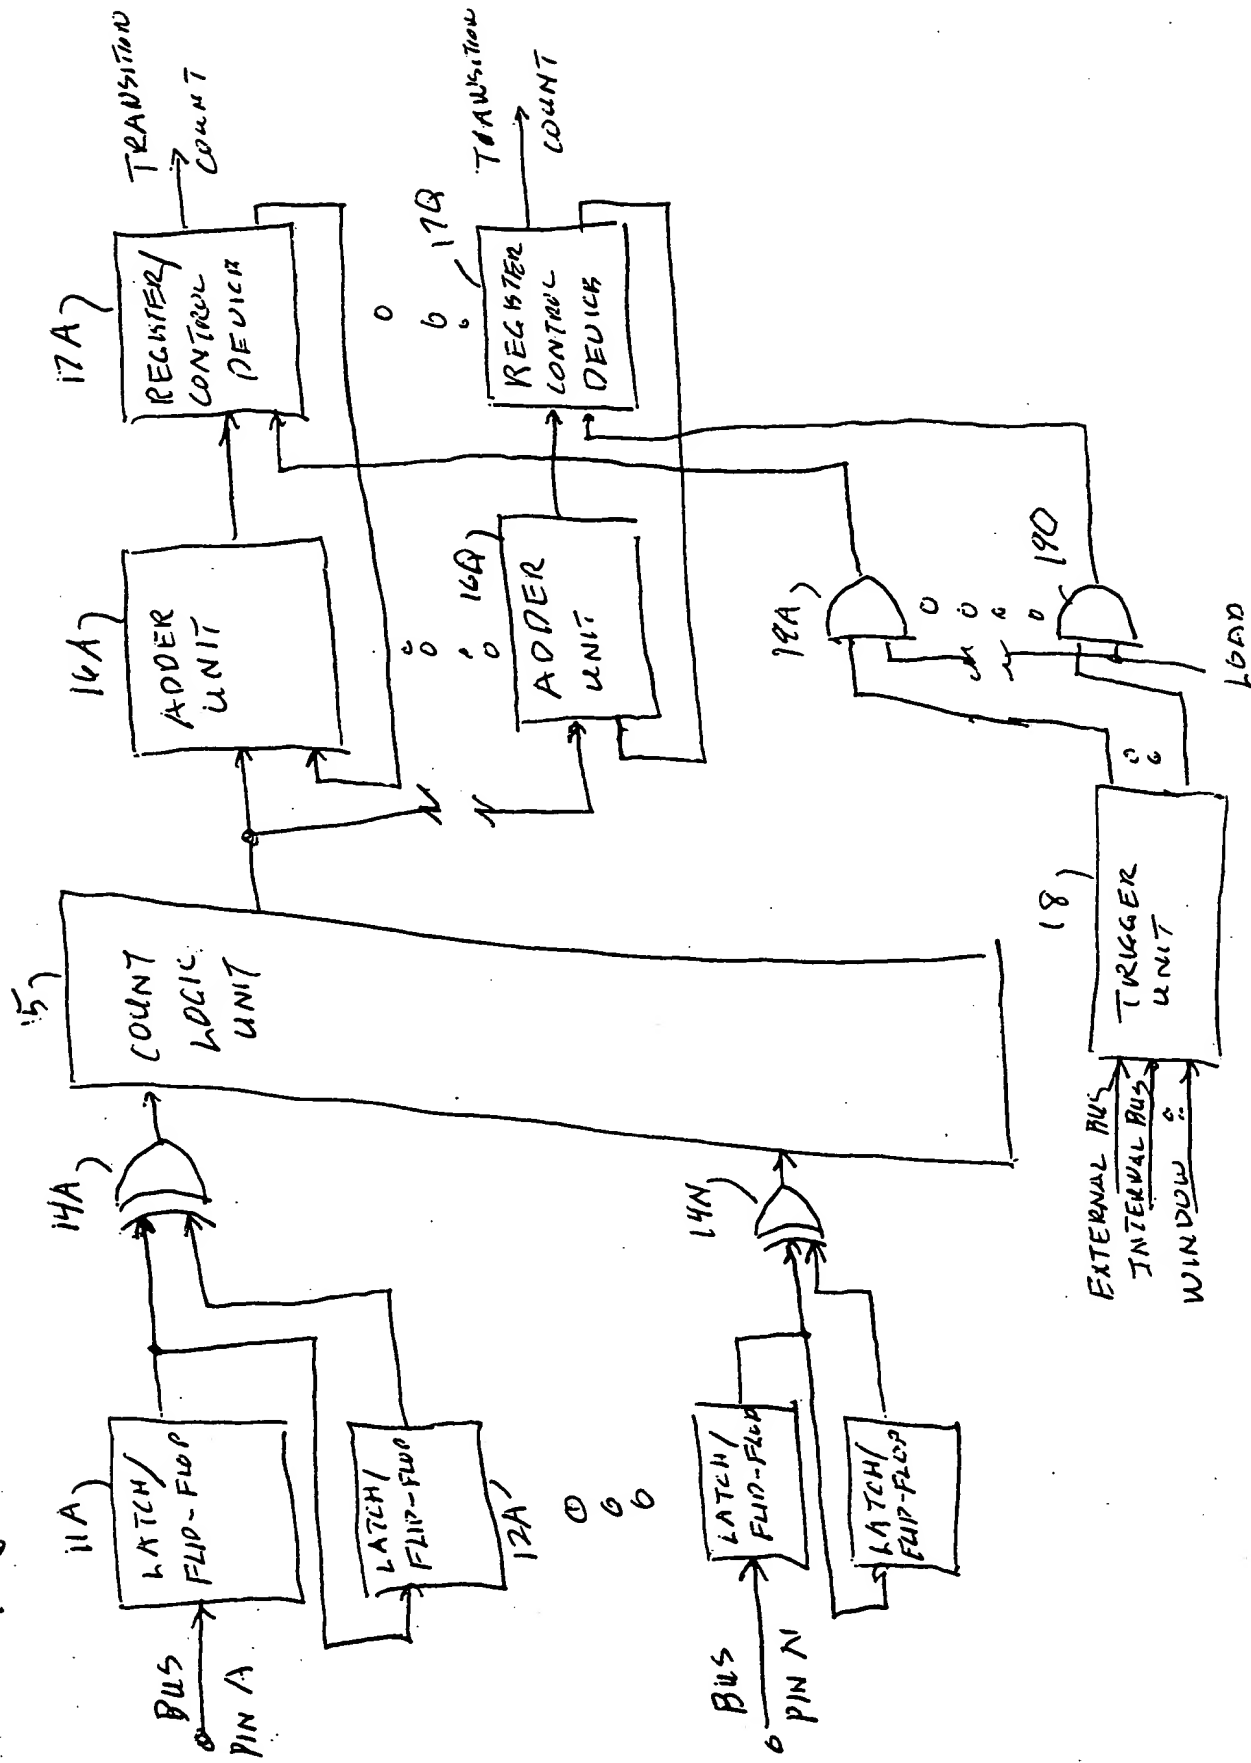 BUS
PIN A
11A
LATCH/
FLIP-FLOP
LATCH/
FLIP-FLOP
12A
14A
15
COUNT
LOGIC
UNIT
16A
ADDER
UNIT
17A
REGISTER/
CONTROL
DEVICE
TRANSITION
COUNT
BUS
PIN N
LATCH/
FLIP-FLOP
LATCH/
FLIP-FLOP
14N
16Q
ADDER
UNIT
17Q
REGISTER
CONTROL
DEVICE
TRANSITION
COUNT
EXTERNAL BUS
INTERNAL BUS
WINDOW
18
TRIGGER
UNIT
19A
19Q
LOAD